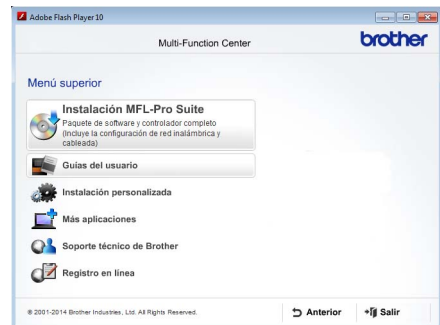 Adobe Flash Player 10
Multi-Function Center
brother
Menú superior
Instalación MFL-Pro Suite
Paquete de software y controlador completo
(Incluye la configuración de red inalámbrica y
cableada)
Guías del usuario
Instalación personalizada
Más aplicaciones
Soporte técnico de Brother
Registro en línea
© 2001-2014 Brother Industries, Ltd. All Rights Reserved.
Anterior
Salir